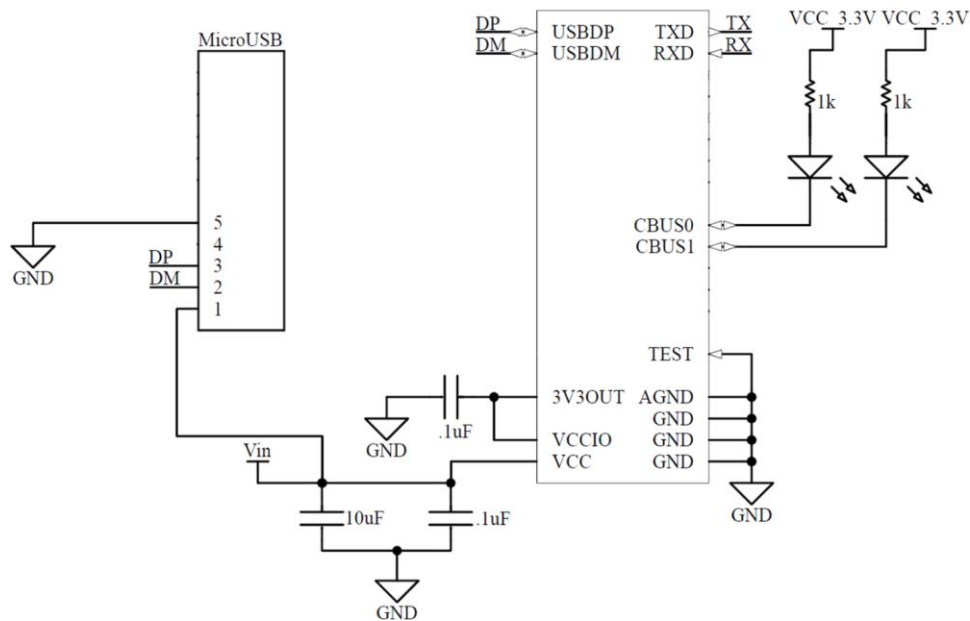 DP USBDP TXD TX
DM USBDM RXD RX
VCC_3.3V VCC_3.3V
MicroUSB
1k 1k
5
4
DP 3
DM 2
1
GND
CBUS0
CBUS1
TEST
3V3OUT AGND
.1uF GND
GND
VCCIO GND
VCC GND
Vin
10uF .1uF
GND
GND